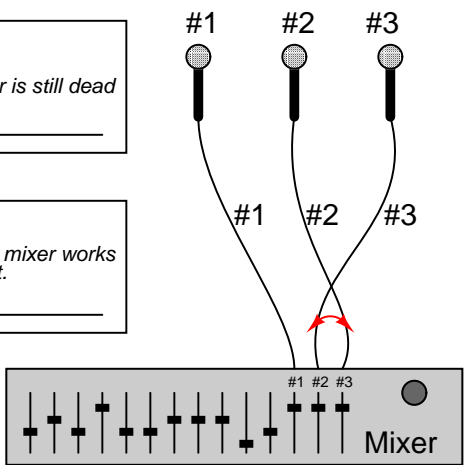 #1 #2 #3
r is still dead
#1 #2 #3
mixer works
t.
#1 #2 #3
Mixer